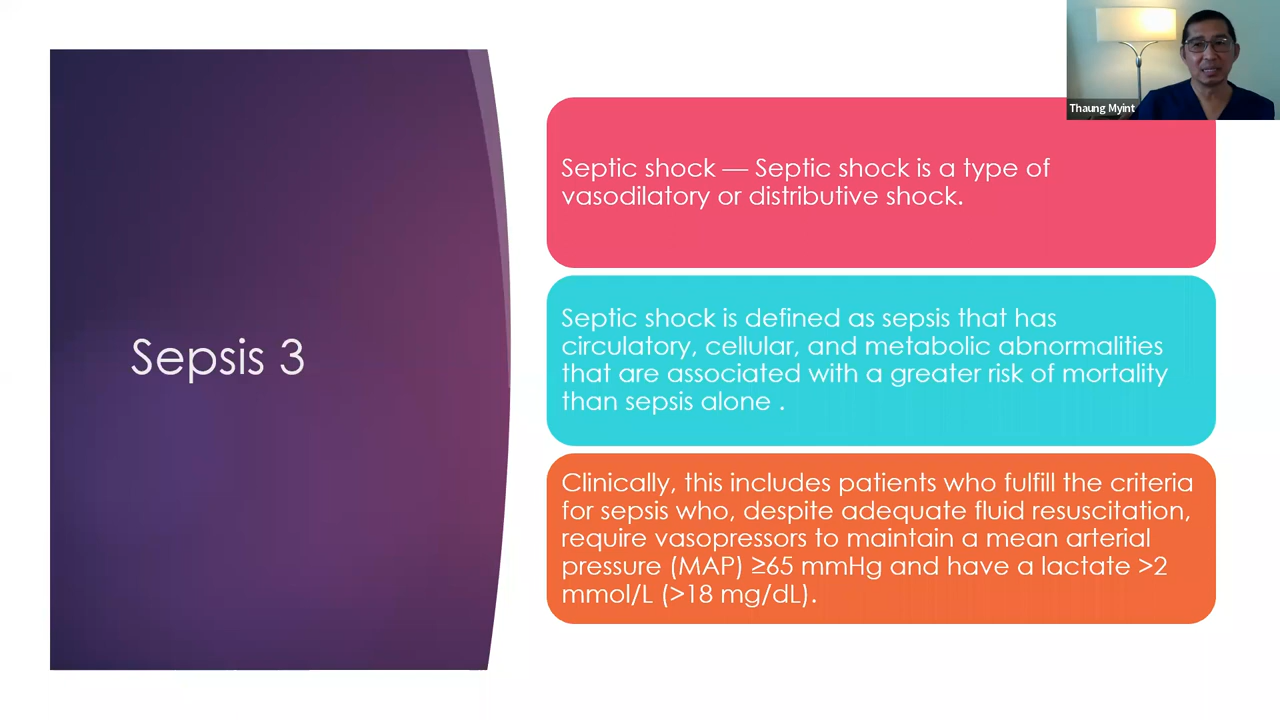 Thaung Myint
Sepsis 3
Septic shock — Septic shock is a type of
vasodilatory or distributive shock.
Septic shock is defined as sepsis that has
circulatory, cellular, and metabolic abnormalities
that are associated with a greater risk of mortality
than sepsis alone .
Clinically, this includes patients who fulfill the criteria
for sepsis who, despite adequate fluid resuscitation,
require vasopressors to maintain a mean arterial
pressure (MAP) ≥65 mmHg and have a lactate >2
mmol/L (>18 mg/dL).